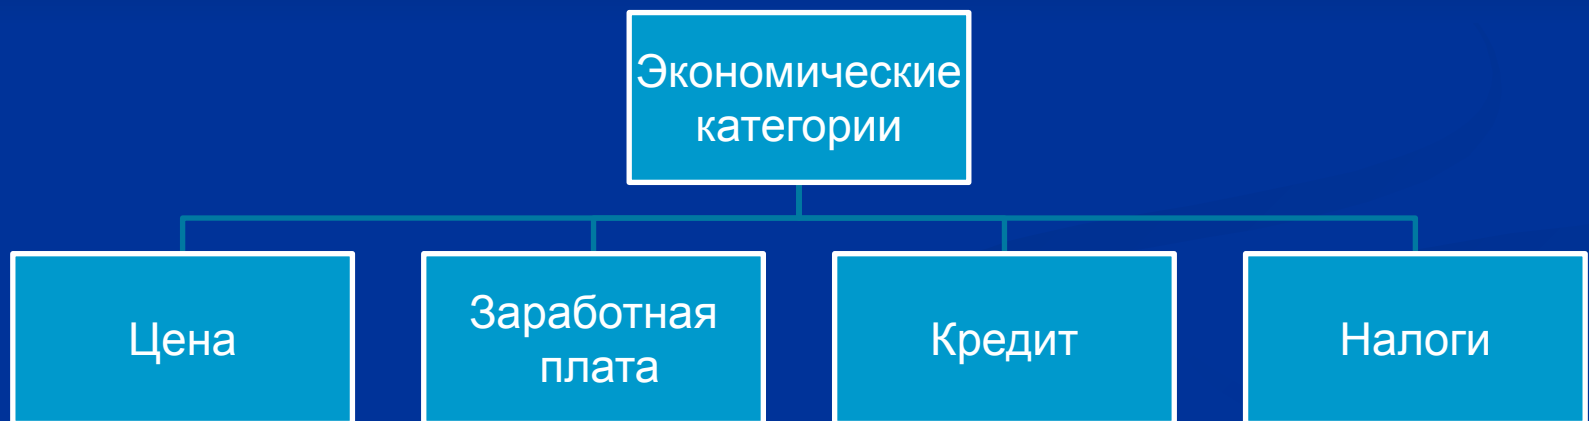 Экономические
категории
Цена
Заработная
плата
Кредит
Налоги